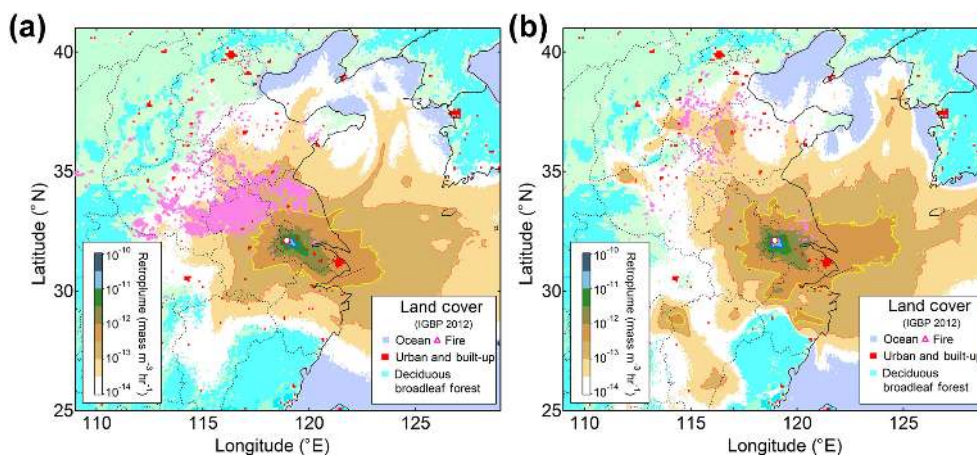 (a)
(b)
40
35
30
25
Latitude (°N)
110
115
120
125
Longitude (°E)
10-10
10-11
10-12
10-13
10-14
Retroplume (mass m-3 hr-1)
Land cover
(IGBP 2012)
Ocean Fire
Urban and built-up
Deciduous
broadleaf forest
40
35
30
25
Latitude (°N)
110
115
120
125
Longitude (°E)
10-10
10-11
10-12
10-13
10-14
Retroplume (mass m-3 hr-1)
Land cover
(IGBP 2012)
Ocean Fire
Urban and built-up
Deciduous
broadleaf forest